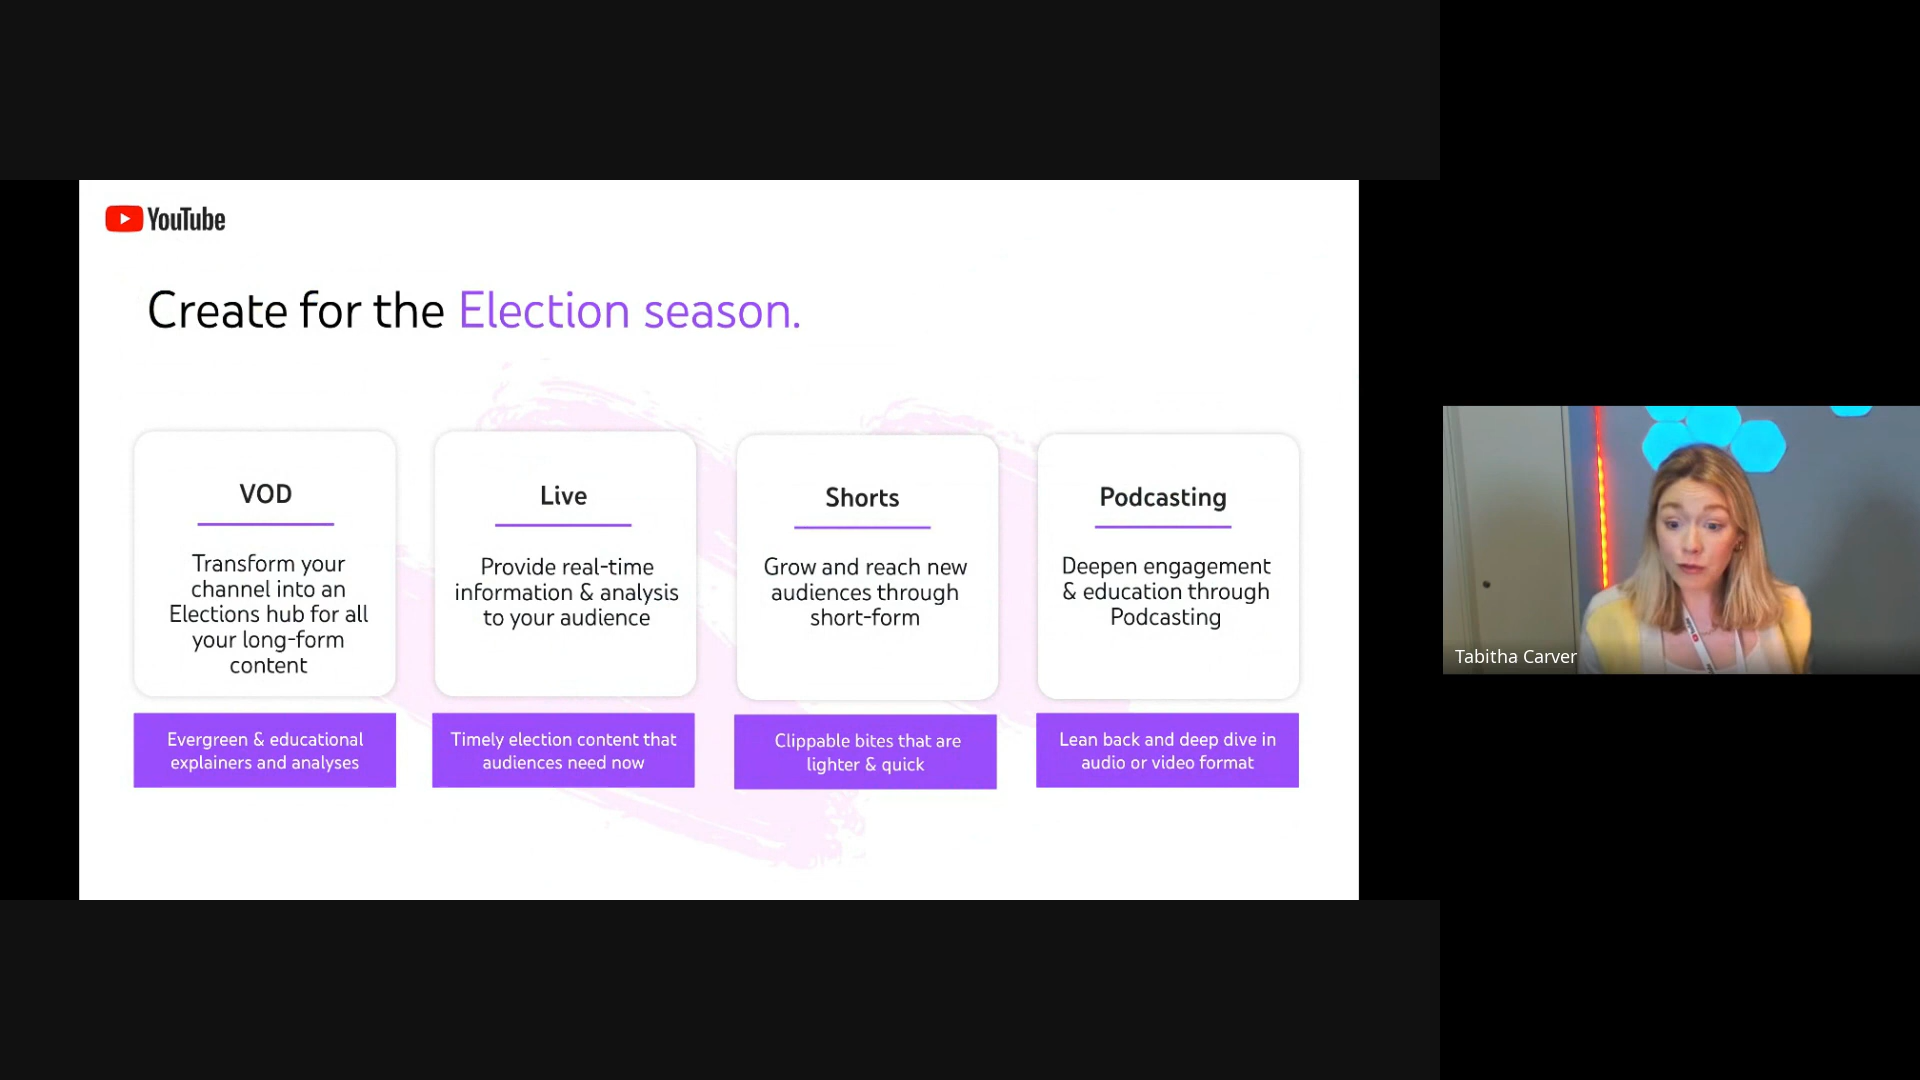 YouTube
Create for the Election season.
VOD
Transform your
channel into an
Elections hub for all
your long-form
content
Evergreen & educational
explainers and analyses
Live
Provide real-time
information & analysis
to your audience
Timely election content that
audiences need now
Shorts
Grow and reach new
audiences through
short-form
Clippable bites that are
lighter & quick
Podcasting
Deepen engagement
& education through
Podcasting
Lean back and deep dive in
audio or video format
Tabitha Carver